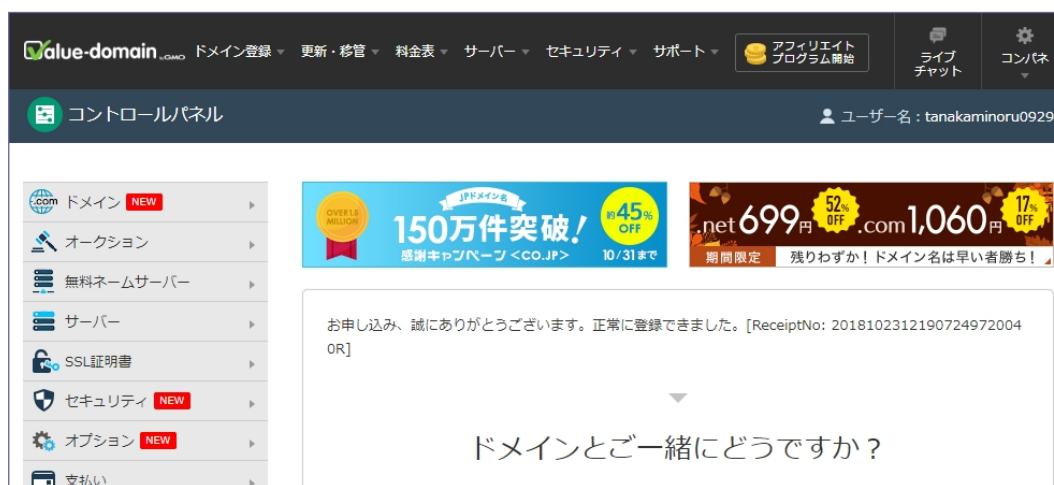 Value-domain by GMO ドメイン登録 更新・移管 料金表 サーバー セキュリティ サポート
アフィリエイト
プログラム開始
ライブ
チャット
コンパネ
コントロールパネル
ユーザー名：tanakaminoru0929
.com ドメイン NEW
オークション
無料ネームサーバー
サーバー
SSL証明書
セキュリティ NEW
オプション NEW
支払い
OVER 1.5
MILLION
JPドメイン名
150万件突破!
感謝キャンペーン <CO.JP>
約45%
OFF
10/31まで
.net 699円 52% OFF .com 1,060円 17% OFF
期間限定 残りわずか！ドメイン名は早い者勝ち！
お申し込み、誠にありがとうございます。正常に登録できました。[ReceiptNo: 2018102312190724972004
0R]
ドメインとご一緒にどうですか？